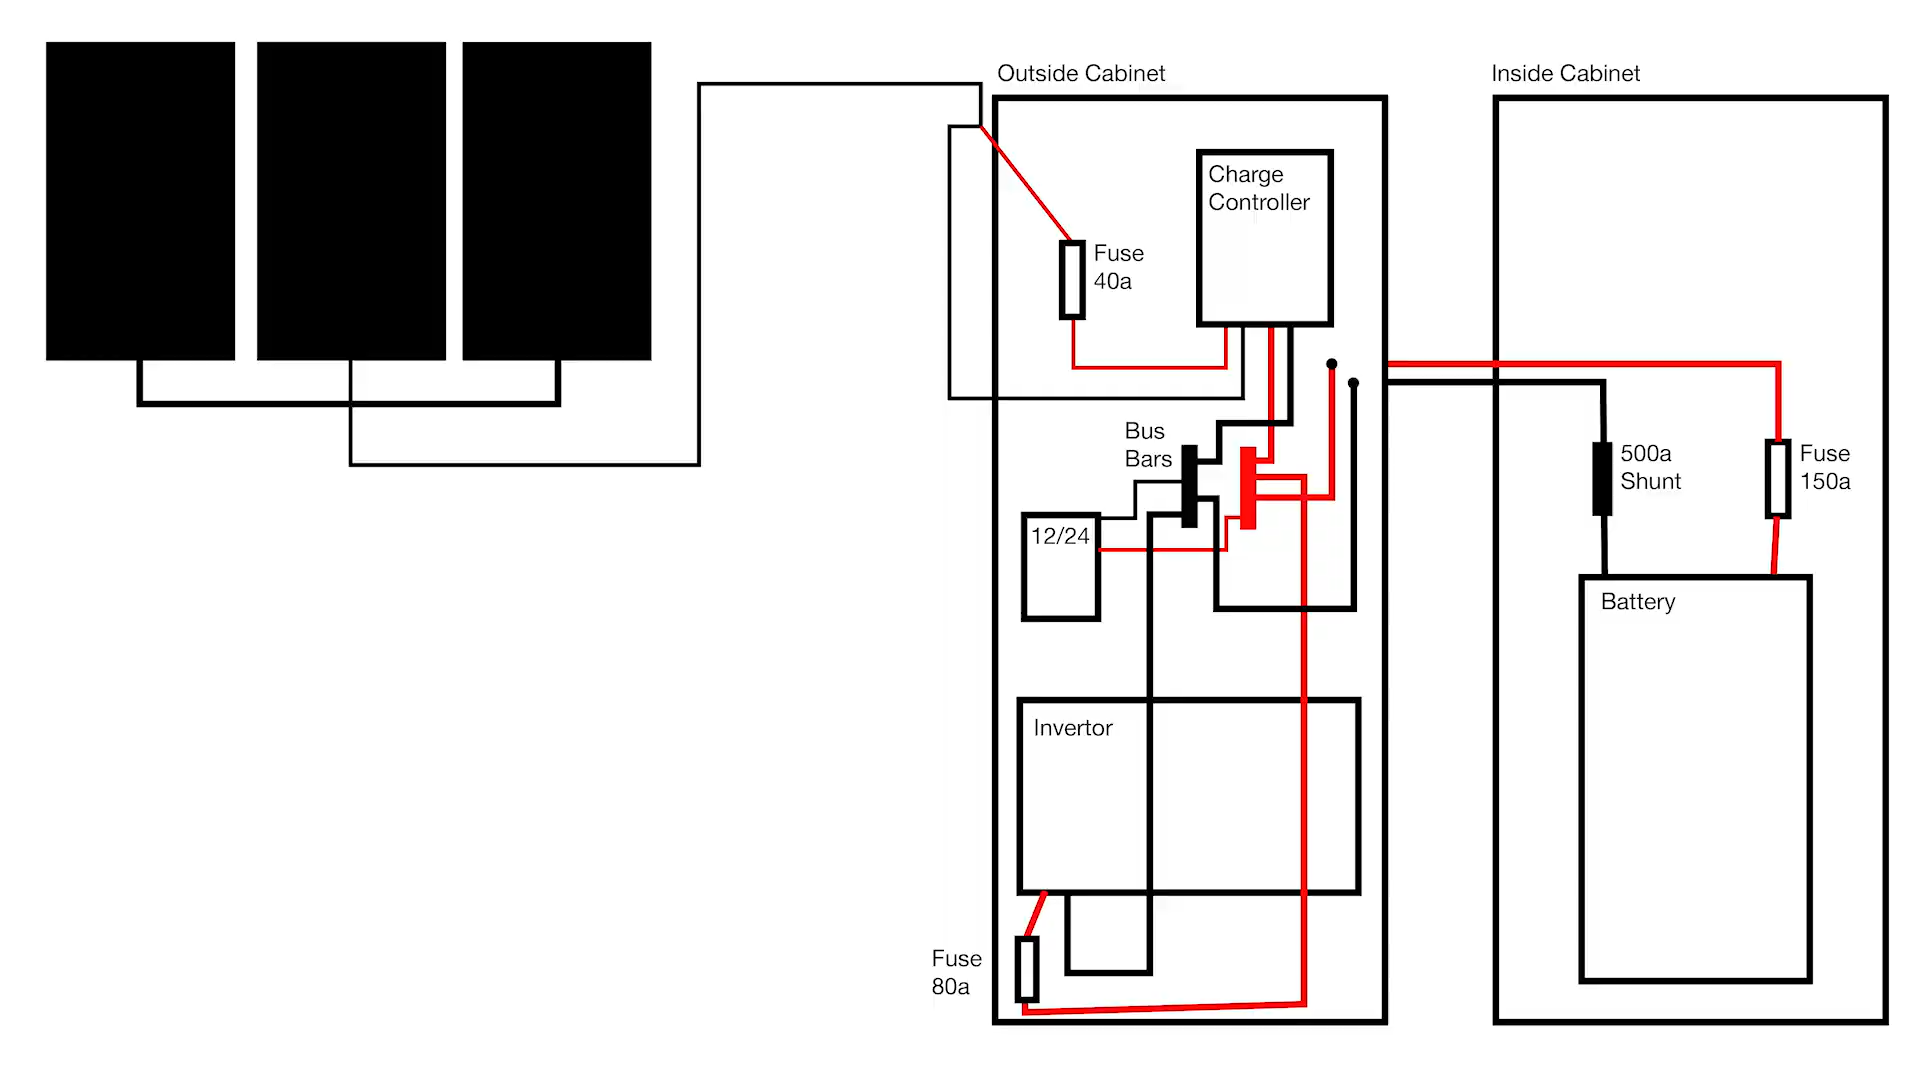 Outside Cabinet
Inside Cabinet
Charge
Controller
Fuse
40a
Bus
Bars
500a
Shunt
Fuse
150a
12/24
Battery
Invertor
Fuse
80a